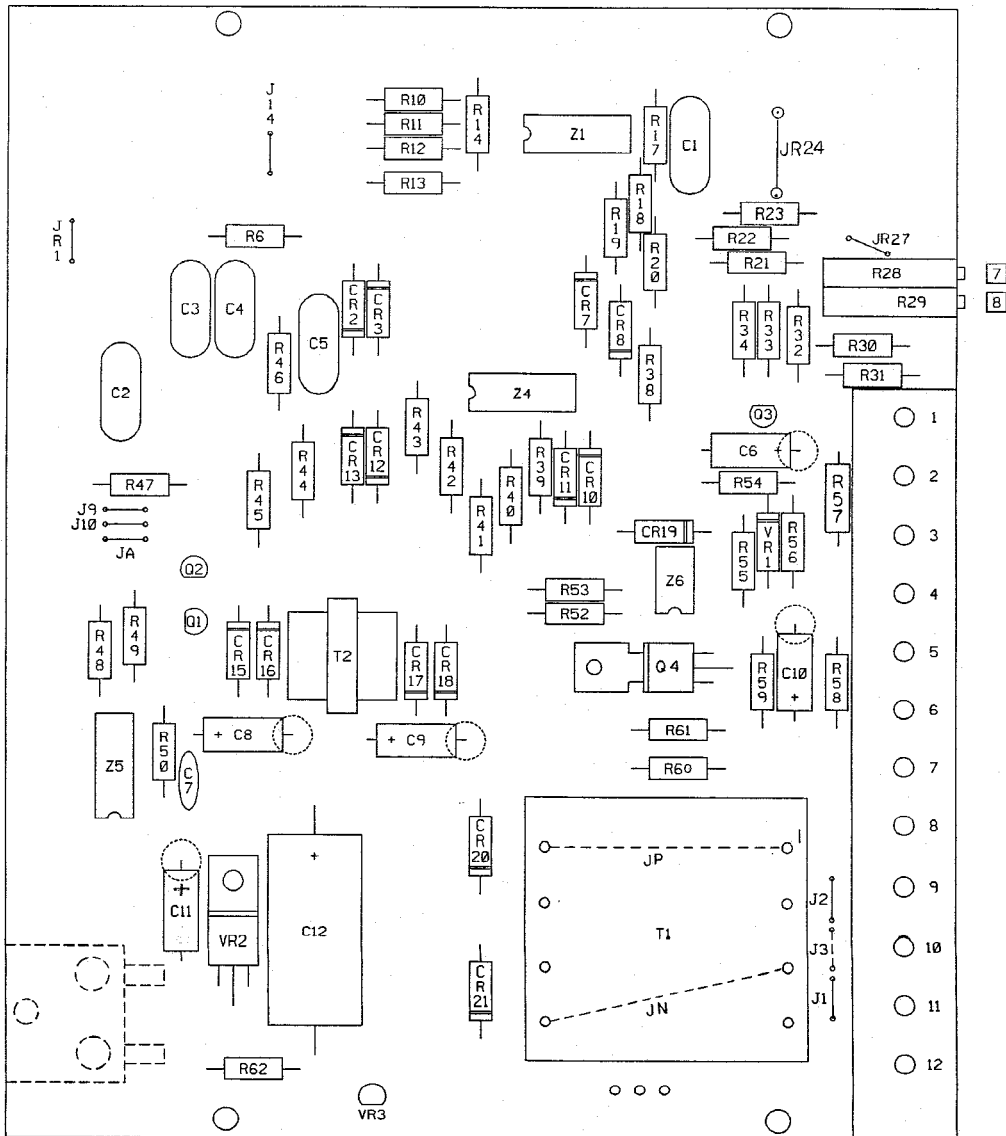 J14
R10
R11
R12
R13
R14
Z1
R17
C1
JR24
R18
R19
R20
R23
R22
R21
JR27
JR1
R6
R28
7
R29
8
C3
C4
C5
CR2
CR3
CR7
CR8
R34
R33
R32
R30
R31
R46
C2
Z4
R38
R43
Q3
1
C6
+
R47
R45
R44
CR13
CR12
R42
R41
R40
R39
CR11
CR10
R54
R57
2
J9
J10
JA
CR19
R55
VR1
R56
3
Q2
Z6
R53
R52
4
Q1
R48
R49
CR15
CR16
T2
CR17
CR18
Q4
R59
C10
+
R58
5
6
Z5
R50
C7
+ C8
+ C9
R61
R60
7
CR20
JP
8
+
C11
+
VR2
C12
T1
J2
9
J3
10
CR21
JN
J1
11
R62
VR3
12